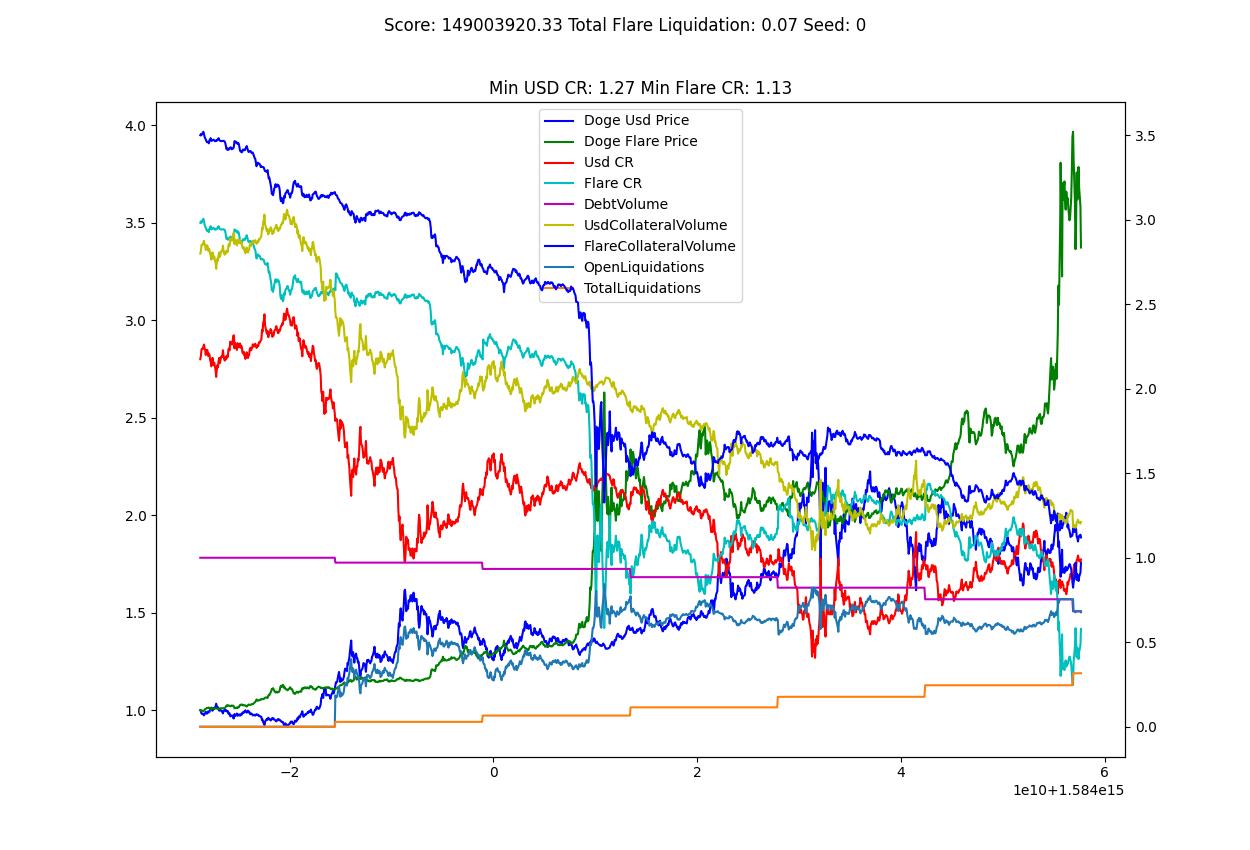 Score: 149003920.33 Total Flare Liquidation: 0.07 Seed: 0
Min USD CR: 1.27 Min Flare CR: 1.13
Doge Usd Price
Doge Flare Price
Usd CR
Flare CR
DebtVolume
UsdCollateralVolume
FlareCollateralVolume
OpenLiquidations
TotalLiquidations
4.0
3.5
3.0
2.5
2.0
1.5
1.0
3.5
3.0
2.5
2.0
1.5
1.0
0.5
0.0
−2
0
2
4
6
1e10+1.584e15